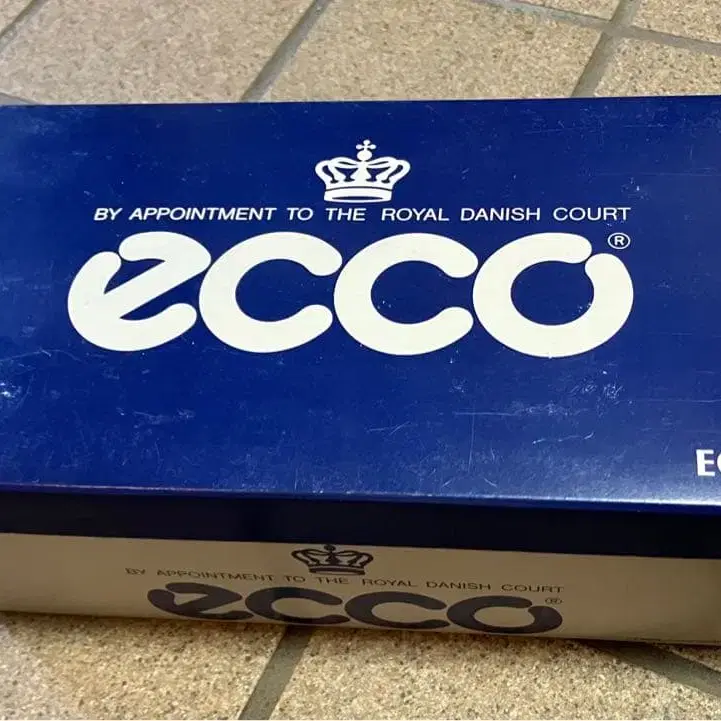 BY APPOINTMENT TO THE ROYAL DANISH COURT
ecco®
BY APPOINTMENT TO THE ROYAL DANISH COURT
ecco®